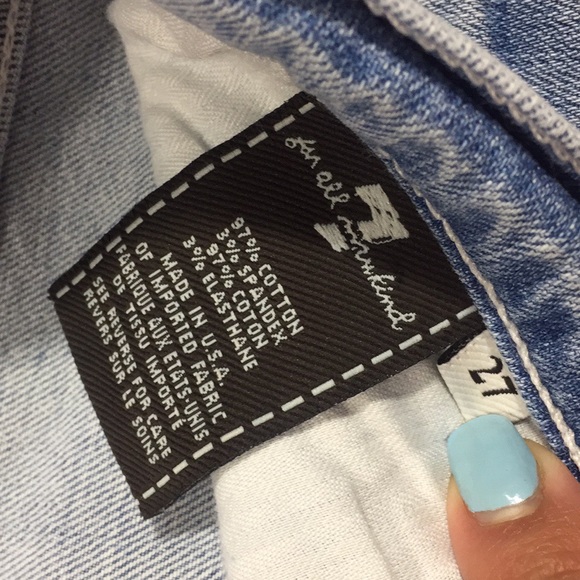 7
for all mankind
97% COTTON
3% SPANDEX
97% COTON
3% ELASTHANE
MADE IN U.S.A.
OF IMPORTED FABRIC
FABRIQUE AUX ETATS-UNIS
DE TISSU IMPORTE
SEE REVERSE FOR CARE
REVERS SUR LE SOINS
27